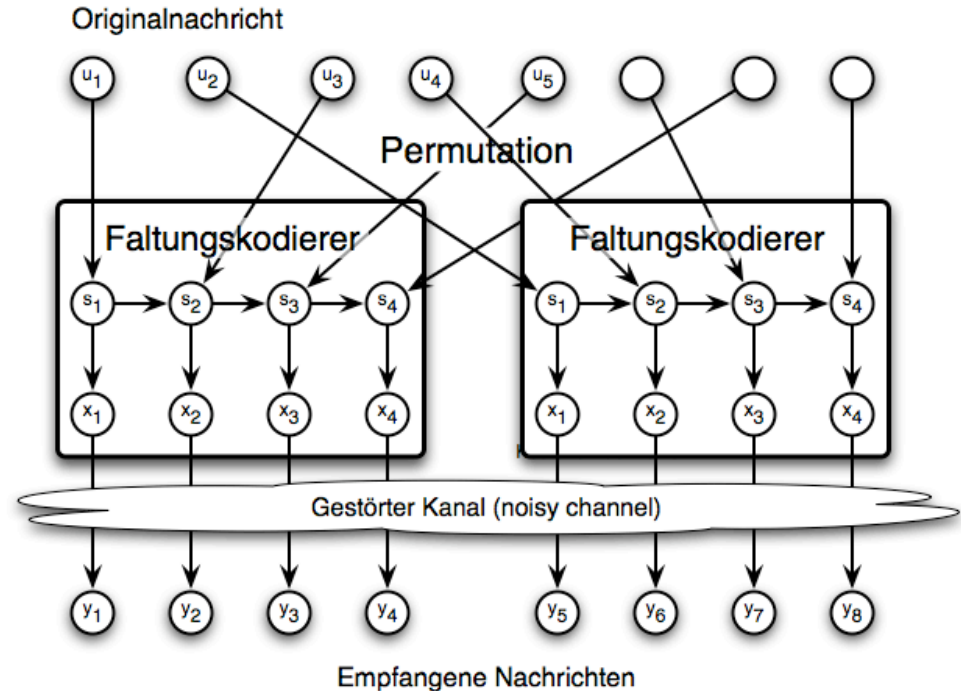 Originalnachricht
u1 u2 u3 u4 u5
Permutation
Faltungskodierer Faltungskodierer
s1 s2 s3 s4 s1 s2 s3 s4
x1 x2 x3 x4 x1 x2 x3 x4
Gestörter Kanal (noisy channel)
y1 y2 y3 y4 y5 y6 y7 y8
Empfangene Nachrichten